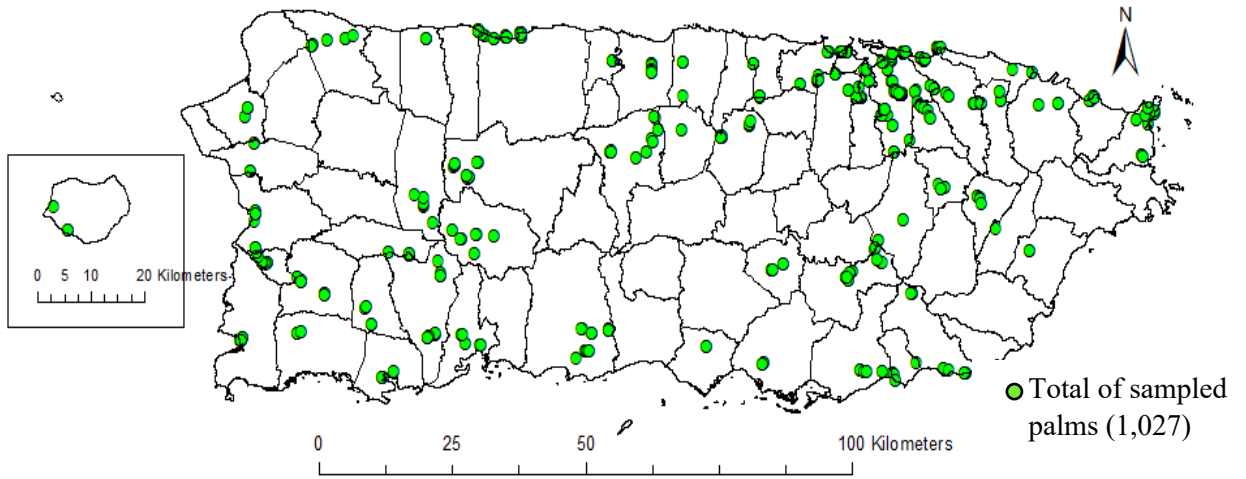 N
0 5 10 20 Kilometers
Total of sampled
palms (1,027)
0 25 50 100 Kilometers